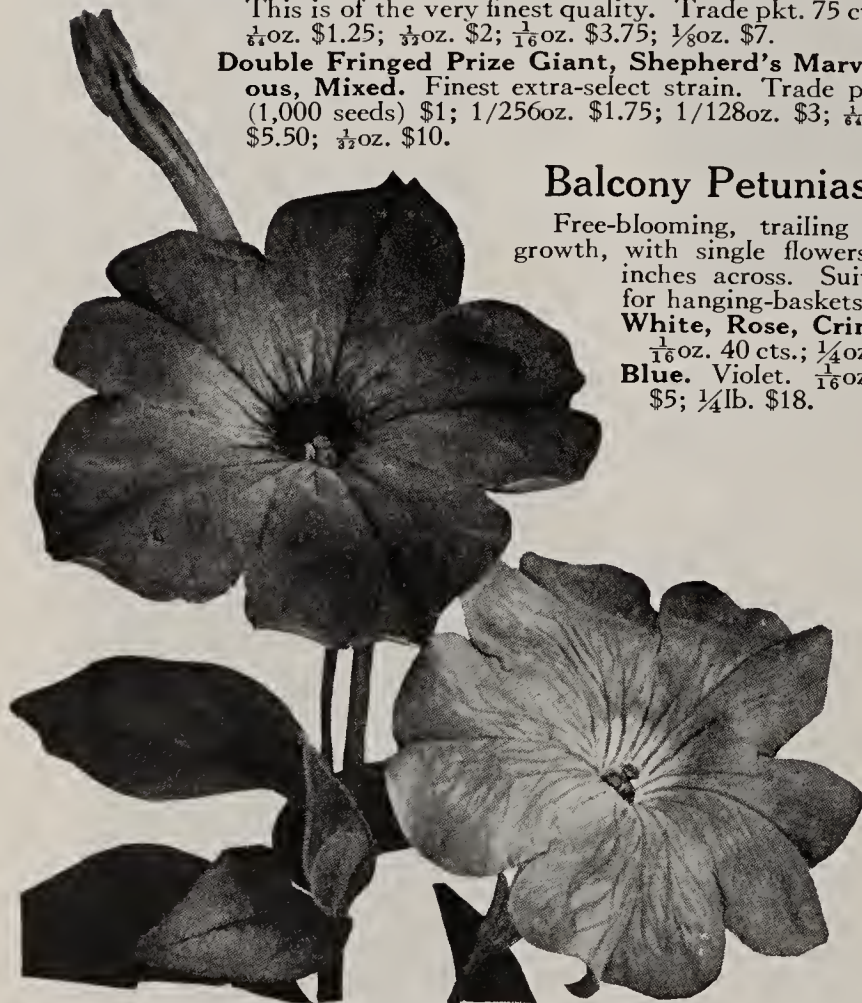 This is of the very finest quality. Trade pkt. 75
1/64oz. $1.25; 1/32oz. $2; 1/16oz. $3.75; 1/8oz. $7.
Double Fringed Prize Giant, Shepherd's Marv
ous, Mixed. Finest extra-select strain. Trade p
(1,000 seeds) $1; 1/256oz. $1.75; 1/128oz. $3; 1/64
$5.50; 1/32oz. $10.
Balcony Petunias
Free-blooming, trailing
growth, with single flowers
inches across. Suit
for hanging-baskets
White, Rose, Crim
1/16oz. 40 cts.; 1/4oz
Blue. Violet. 1/16oz
$5; 1/4lb. $18.